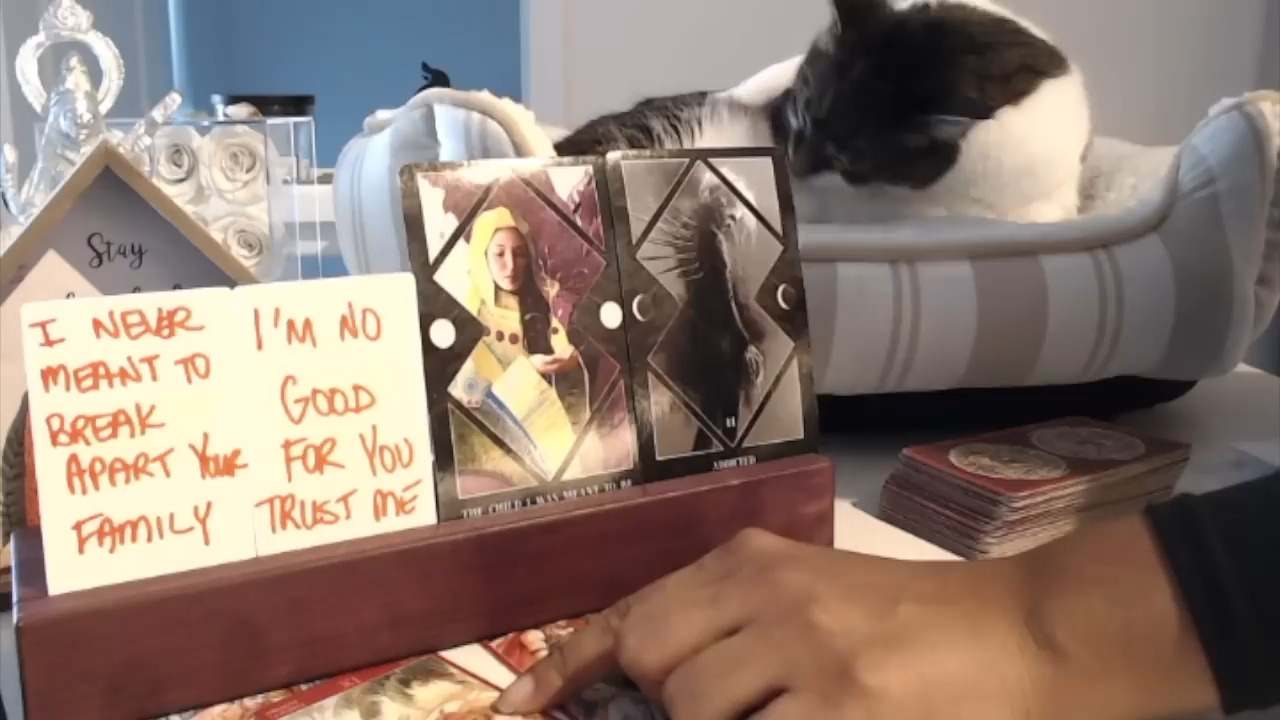 Stay
I NEVER
MEANT TO
BREAK
APART YOUR
FAMILY
I'M NO
GOOD
FOR YOU
TRUST ME
THE CHILD I WAS MEANT TO BE
11
ADDICTED